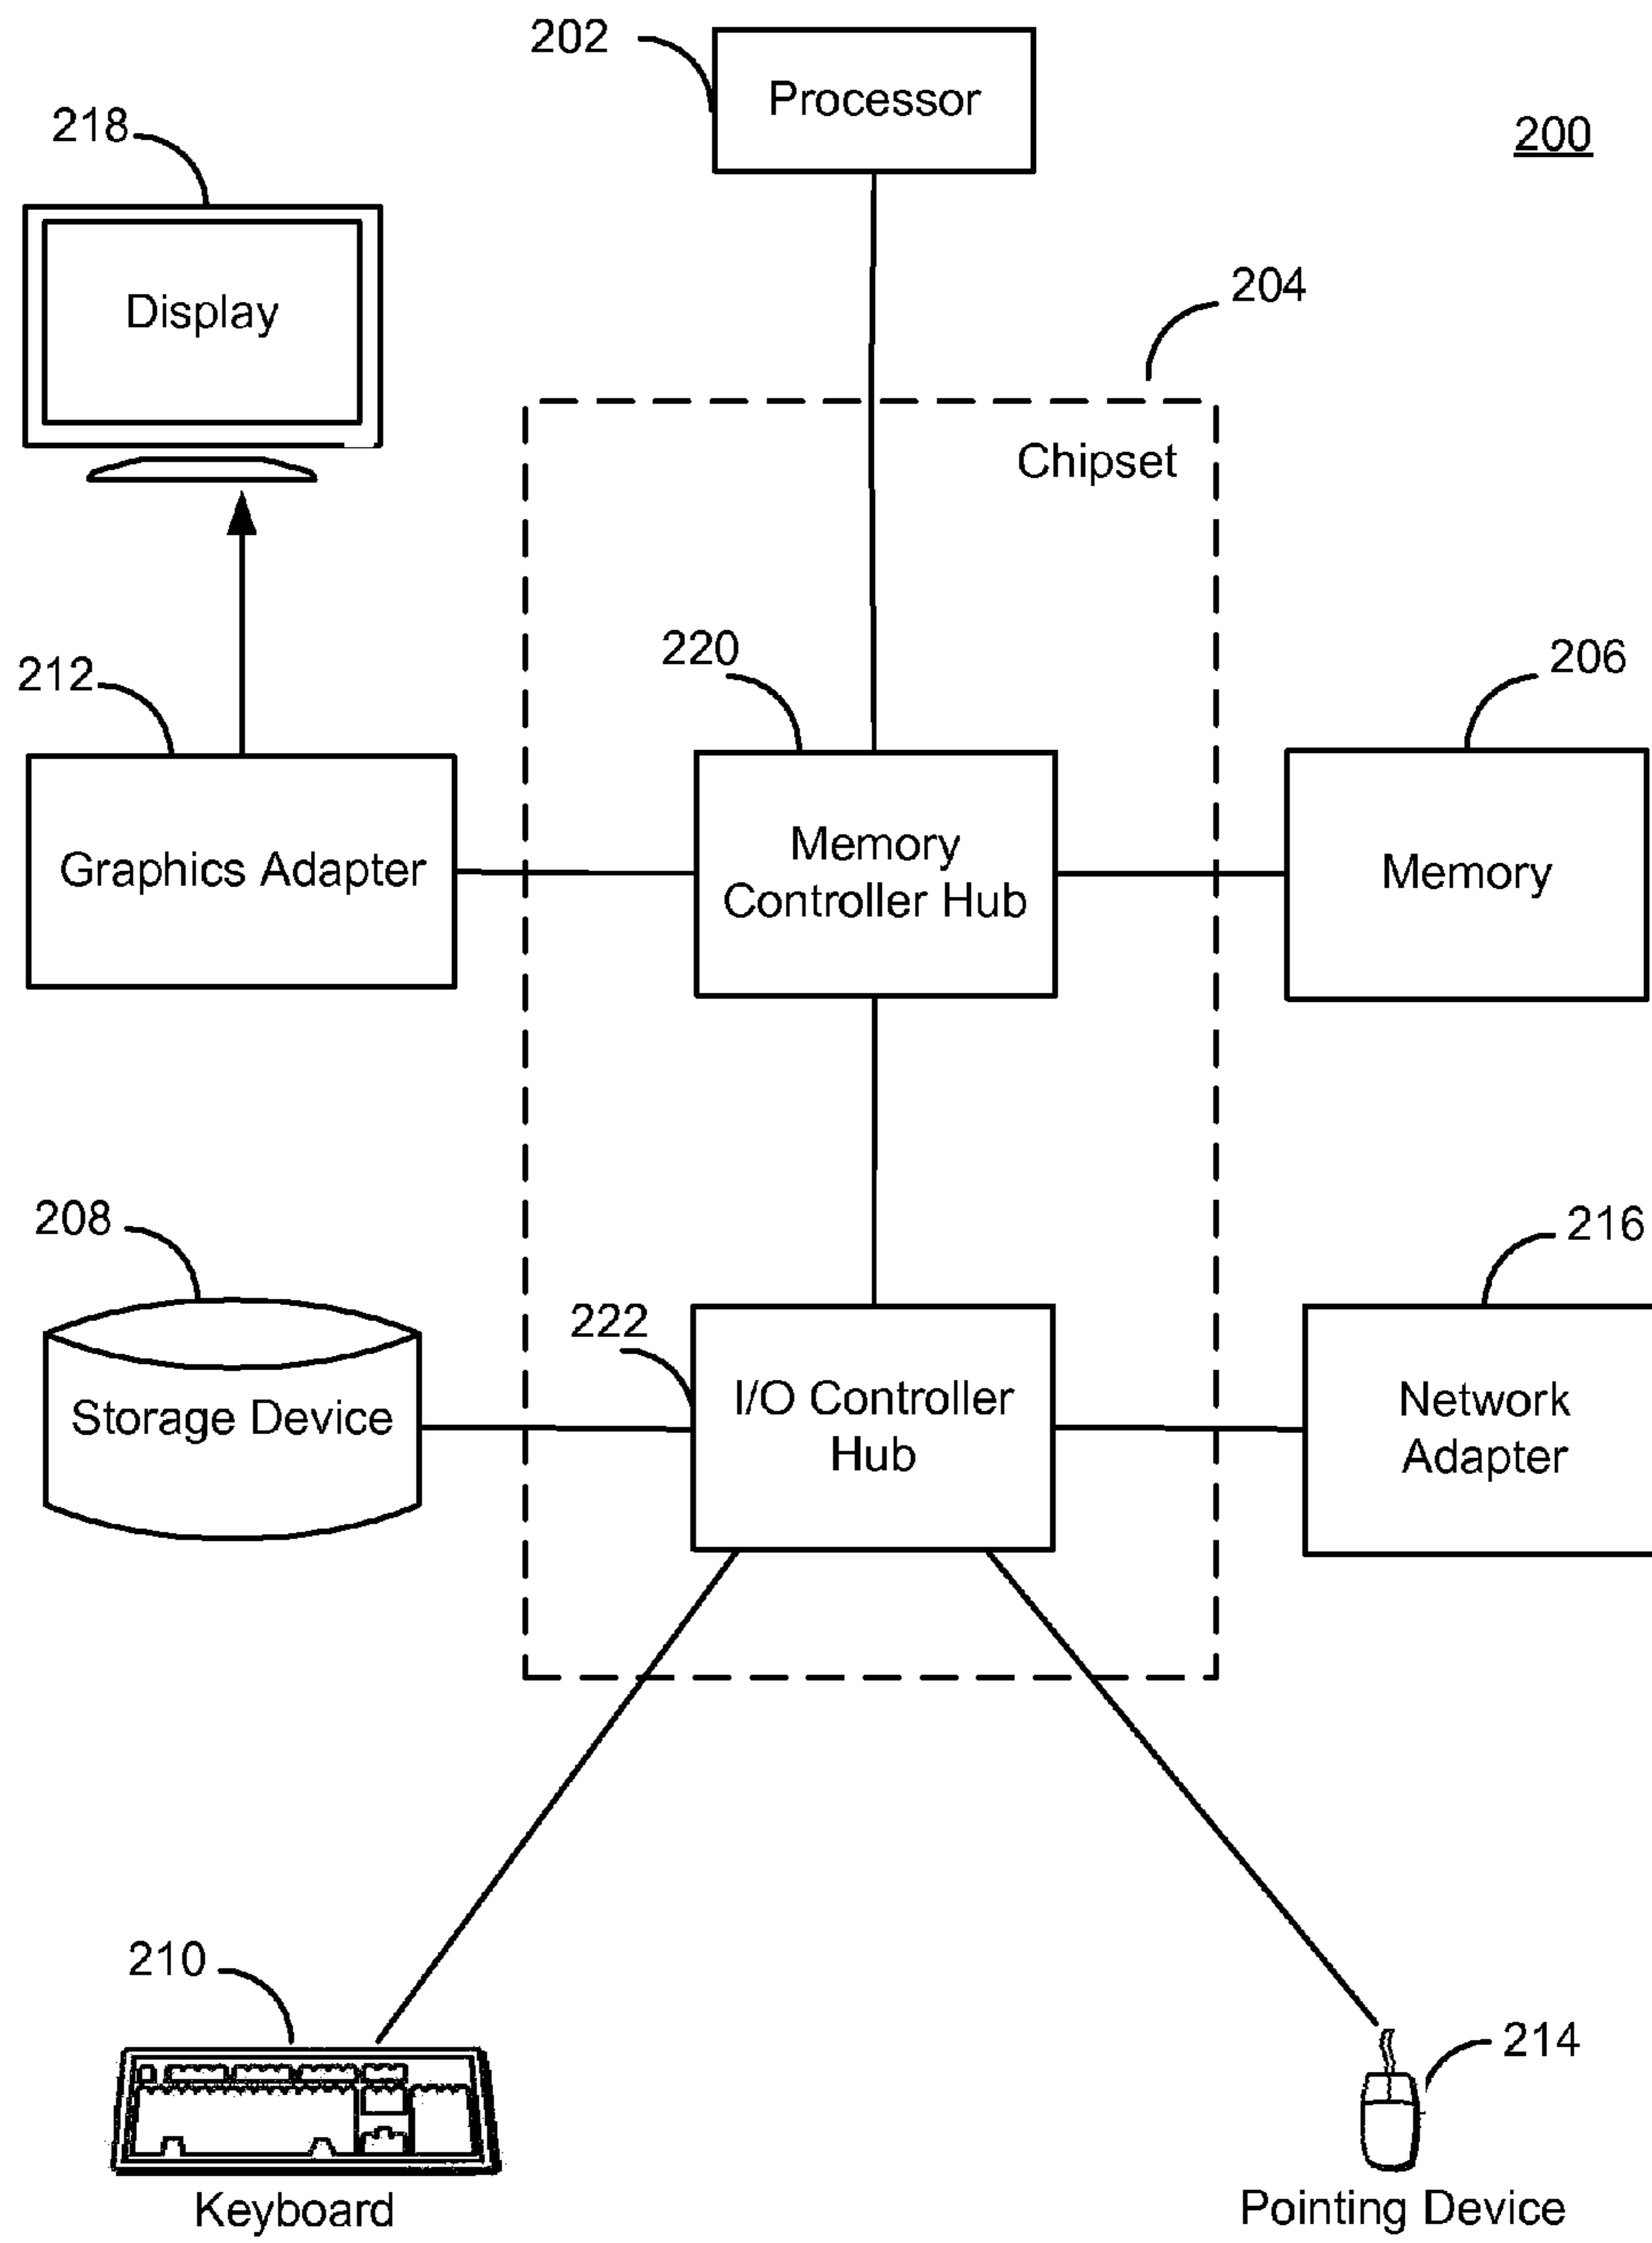 202
Processor
218
200
Display
204
Chipset
220
206
212
Memory
Controller Hub
Graphics Adapter
Memory
208
216
222
I/O Controller
Hub
Storage Device
Network
Adapter
210
214
Keyboard
Pointing Device